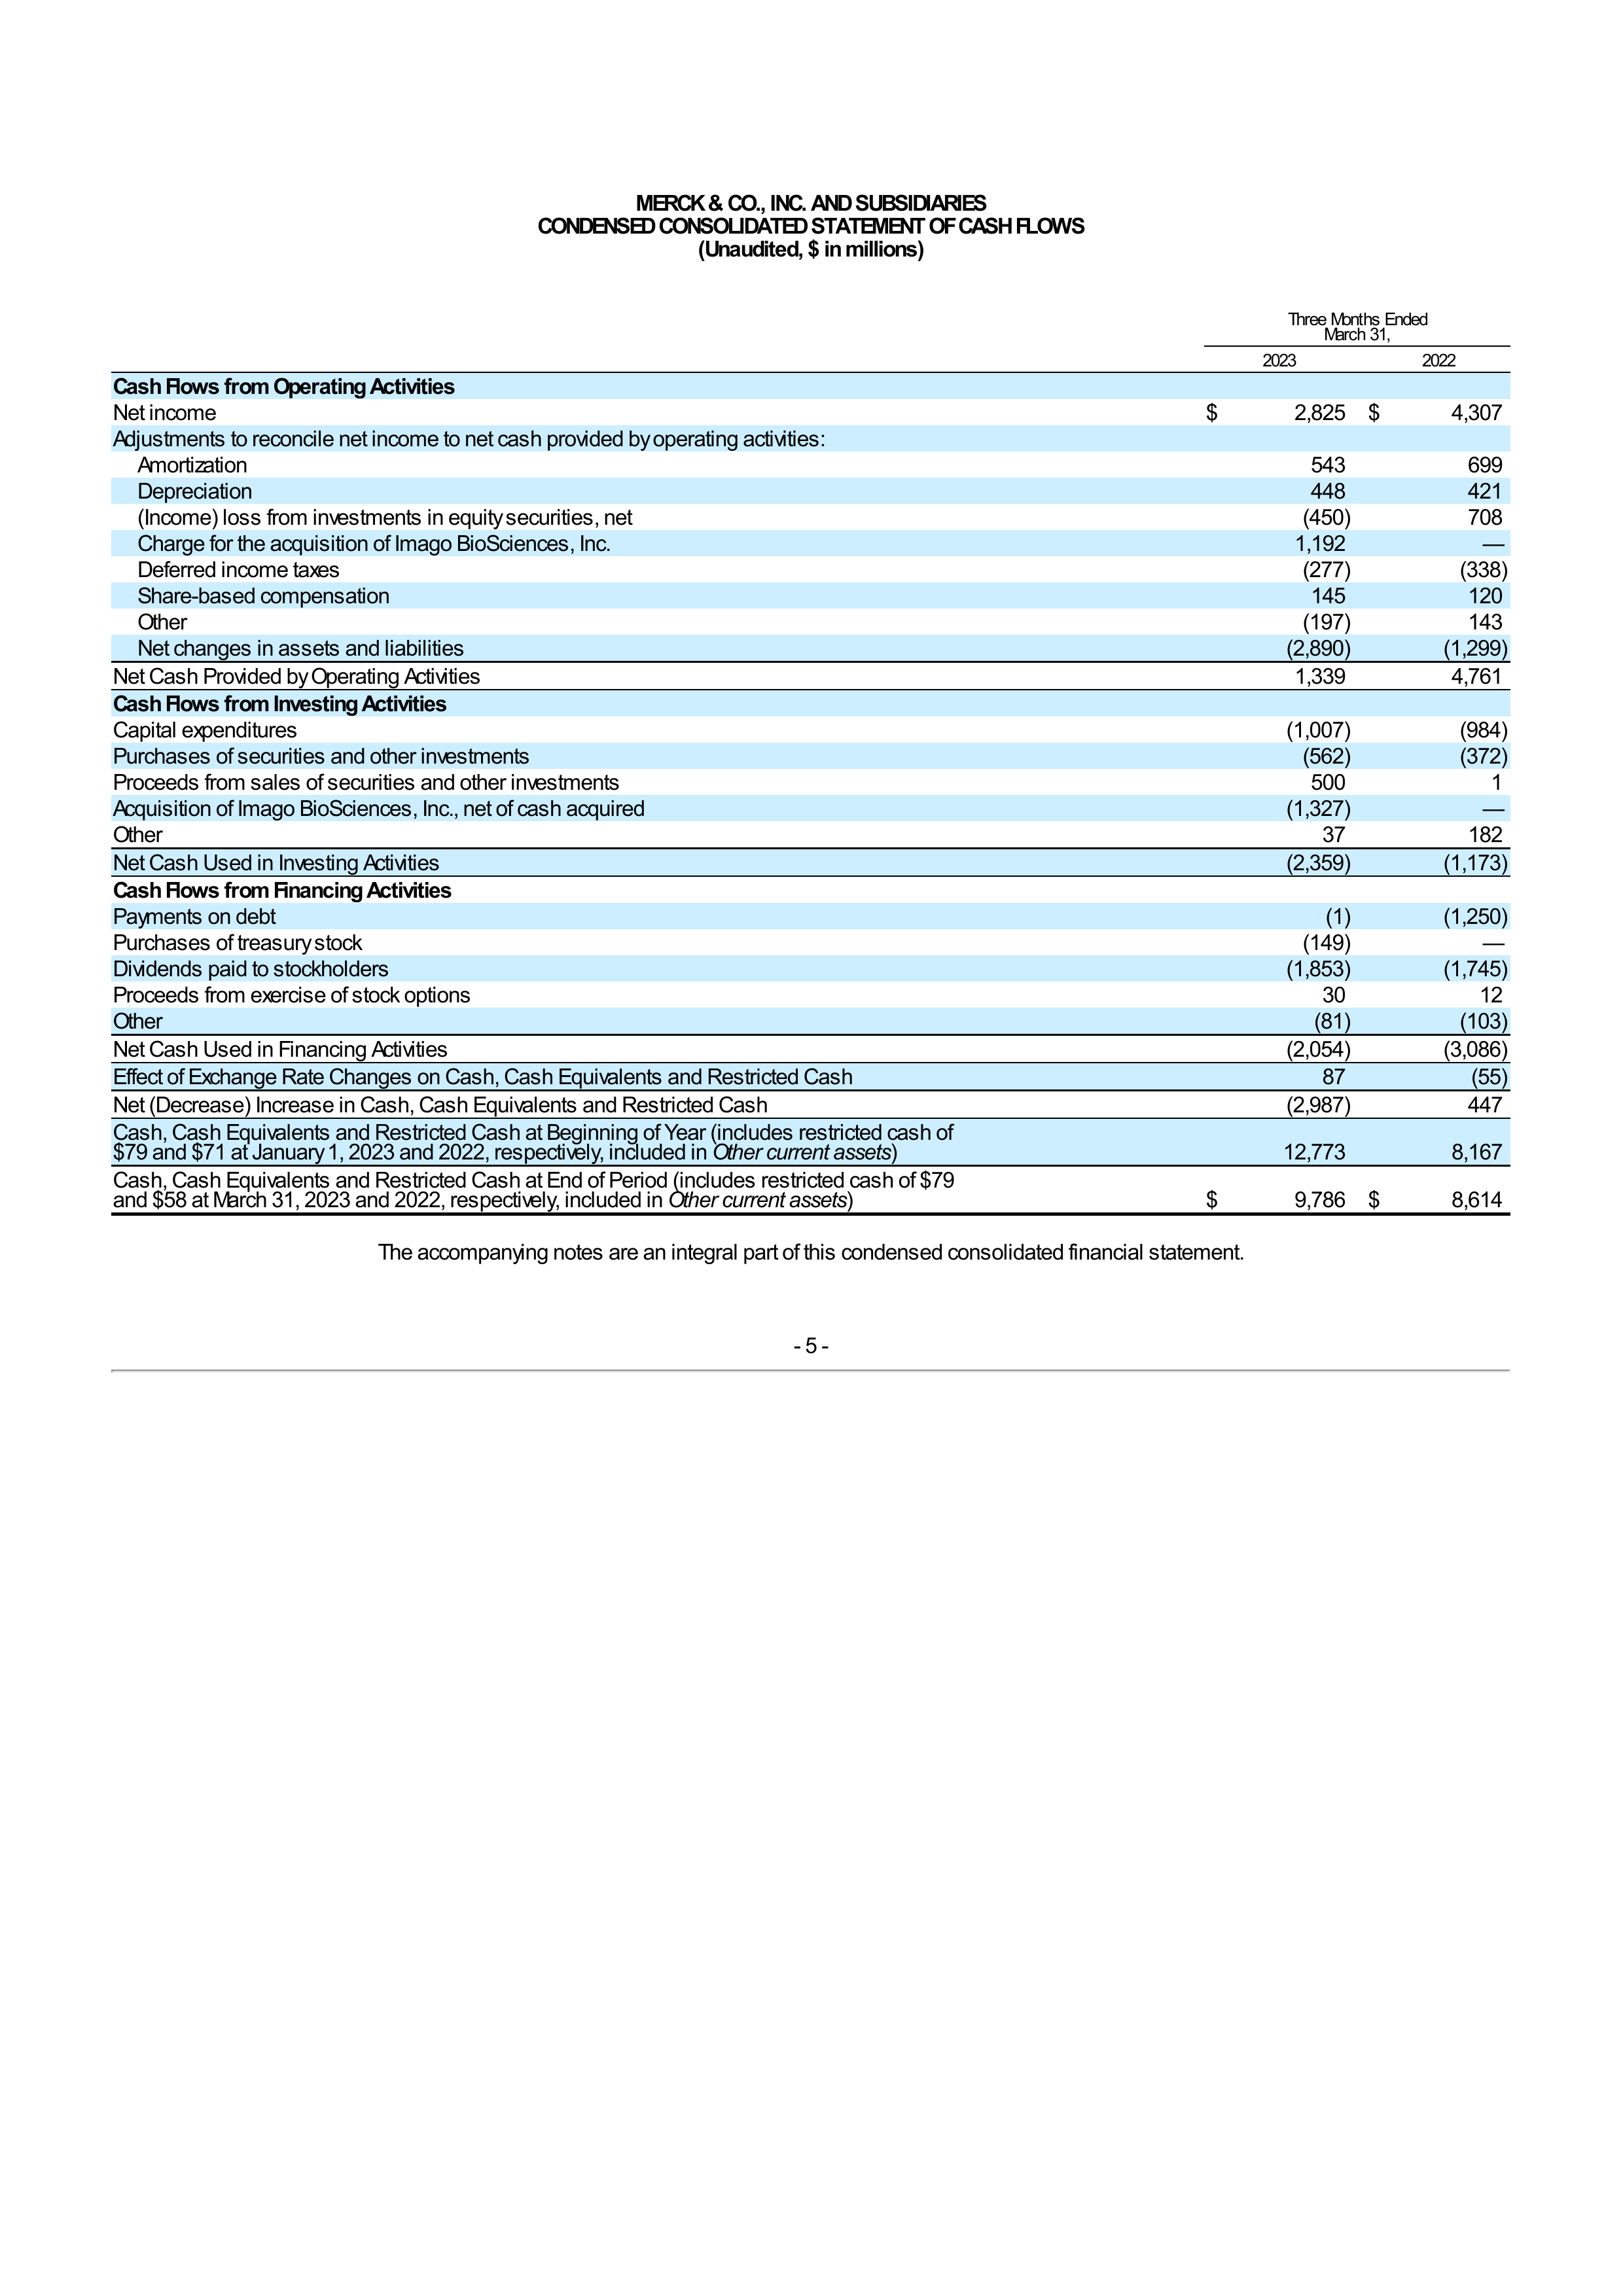 MERCK & CO., INC. AND SUBSIDIARIES
CONDENSED CONSOLIDATED STATEMENT OF CASH FLOWS
(Unaudited, $ in millions)
Three Months Ended
March 31,
2023 2022
Cash Flows from Operating Activities
Net income $ 2,825 $ 4,307
Adjustments to reconcile net income to net cash provided by operating activities:
Amortization 543 699
Depreciation 448 421
(Income) loss from investments in equity securities, net (450) 708
Charge for the acquisition of Imago BioSciences, Inc. 1,192 —
Deferred income taxes (277) (338)
Share-based compensation 145 120
Other (197) 143
Net changes in assets and liabilities (2,890) (1,299)
Net Cash Provided by Operating Activities 1,339 4,761
Cash Flows from Investing Activities
Capital expenditures (1,007) (984)
Purchases of securities and other investments (562) (372)
Proceeds from sales of securities and other investments 500 1
Acquisition of Imago BioSciences, Inc., net of cash acquired (1,327) —
Other 37 182
Net Cash Used in Investing Activities (2,359) (1,173)
Cash Flows from Financing Activities
Payments on debt (1) (1,250)
Purchases of treasury stock (149) —
Dividends paid to stockholders (1,853) (1,745)
Proceeds from exercise of stock options 30 12
Other (81) (103)
Net Cash Used in Financing Activities (2,054) (3,086)
Effect of Exchange Rate Changes on Cash, Cash Equivalents and Restricted Cash 87 (55)
Net (Decrease) Increase in Cash, Cash Equivalents and Restricted Cash (2,987) 447
Cash, Cash Equivalents and Restricted Cash at Beginning of Year (includes restricted cash of
$79 and $71 at January 1, 2023 and 2022, respectively, included in Other current assets) 12,773 8,167
Cash, Cash Equivalents and Restricted Cash at End of Period (includes restricted cash of $79
and $58 at March 31, 2023 and 2022, respectively, included in Other current assets) $ 9,786 $ 8,614
The accompanying notes are an integral part of this condensed consolidated financial statement.
- 5 -